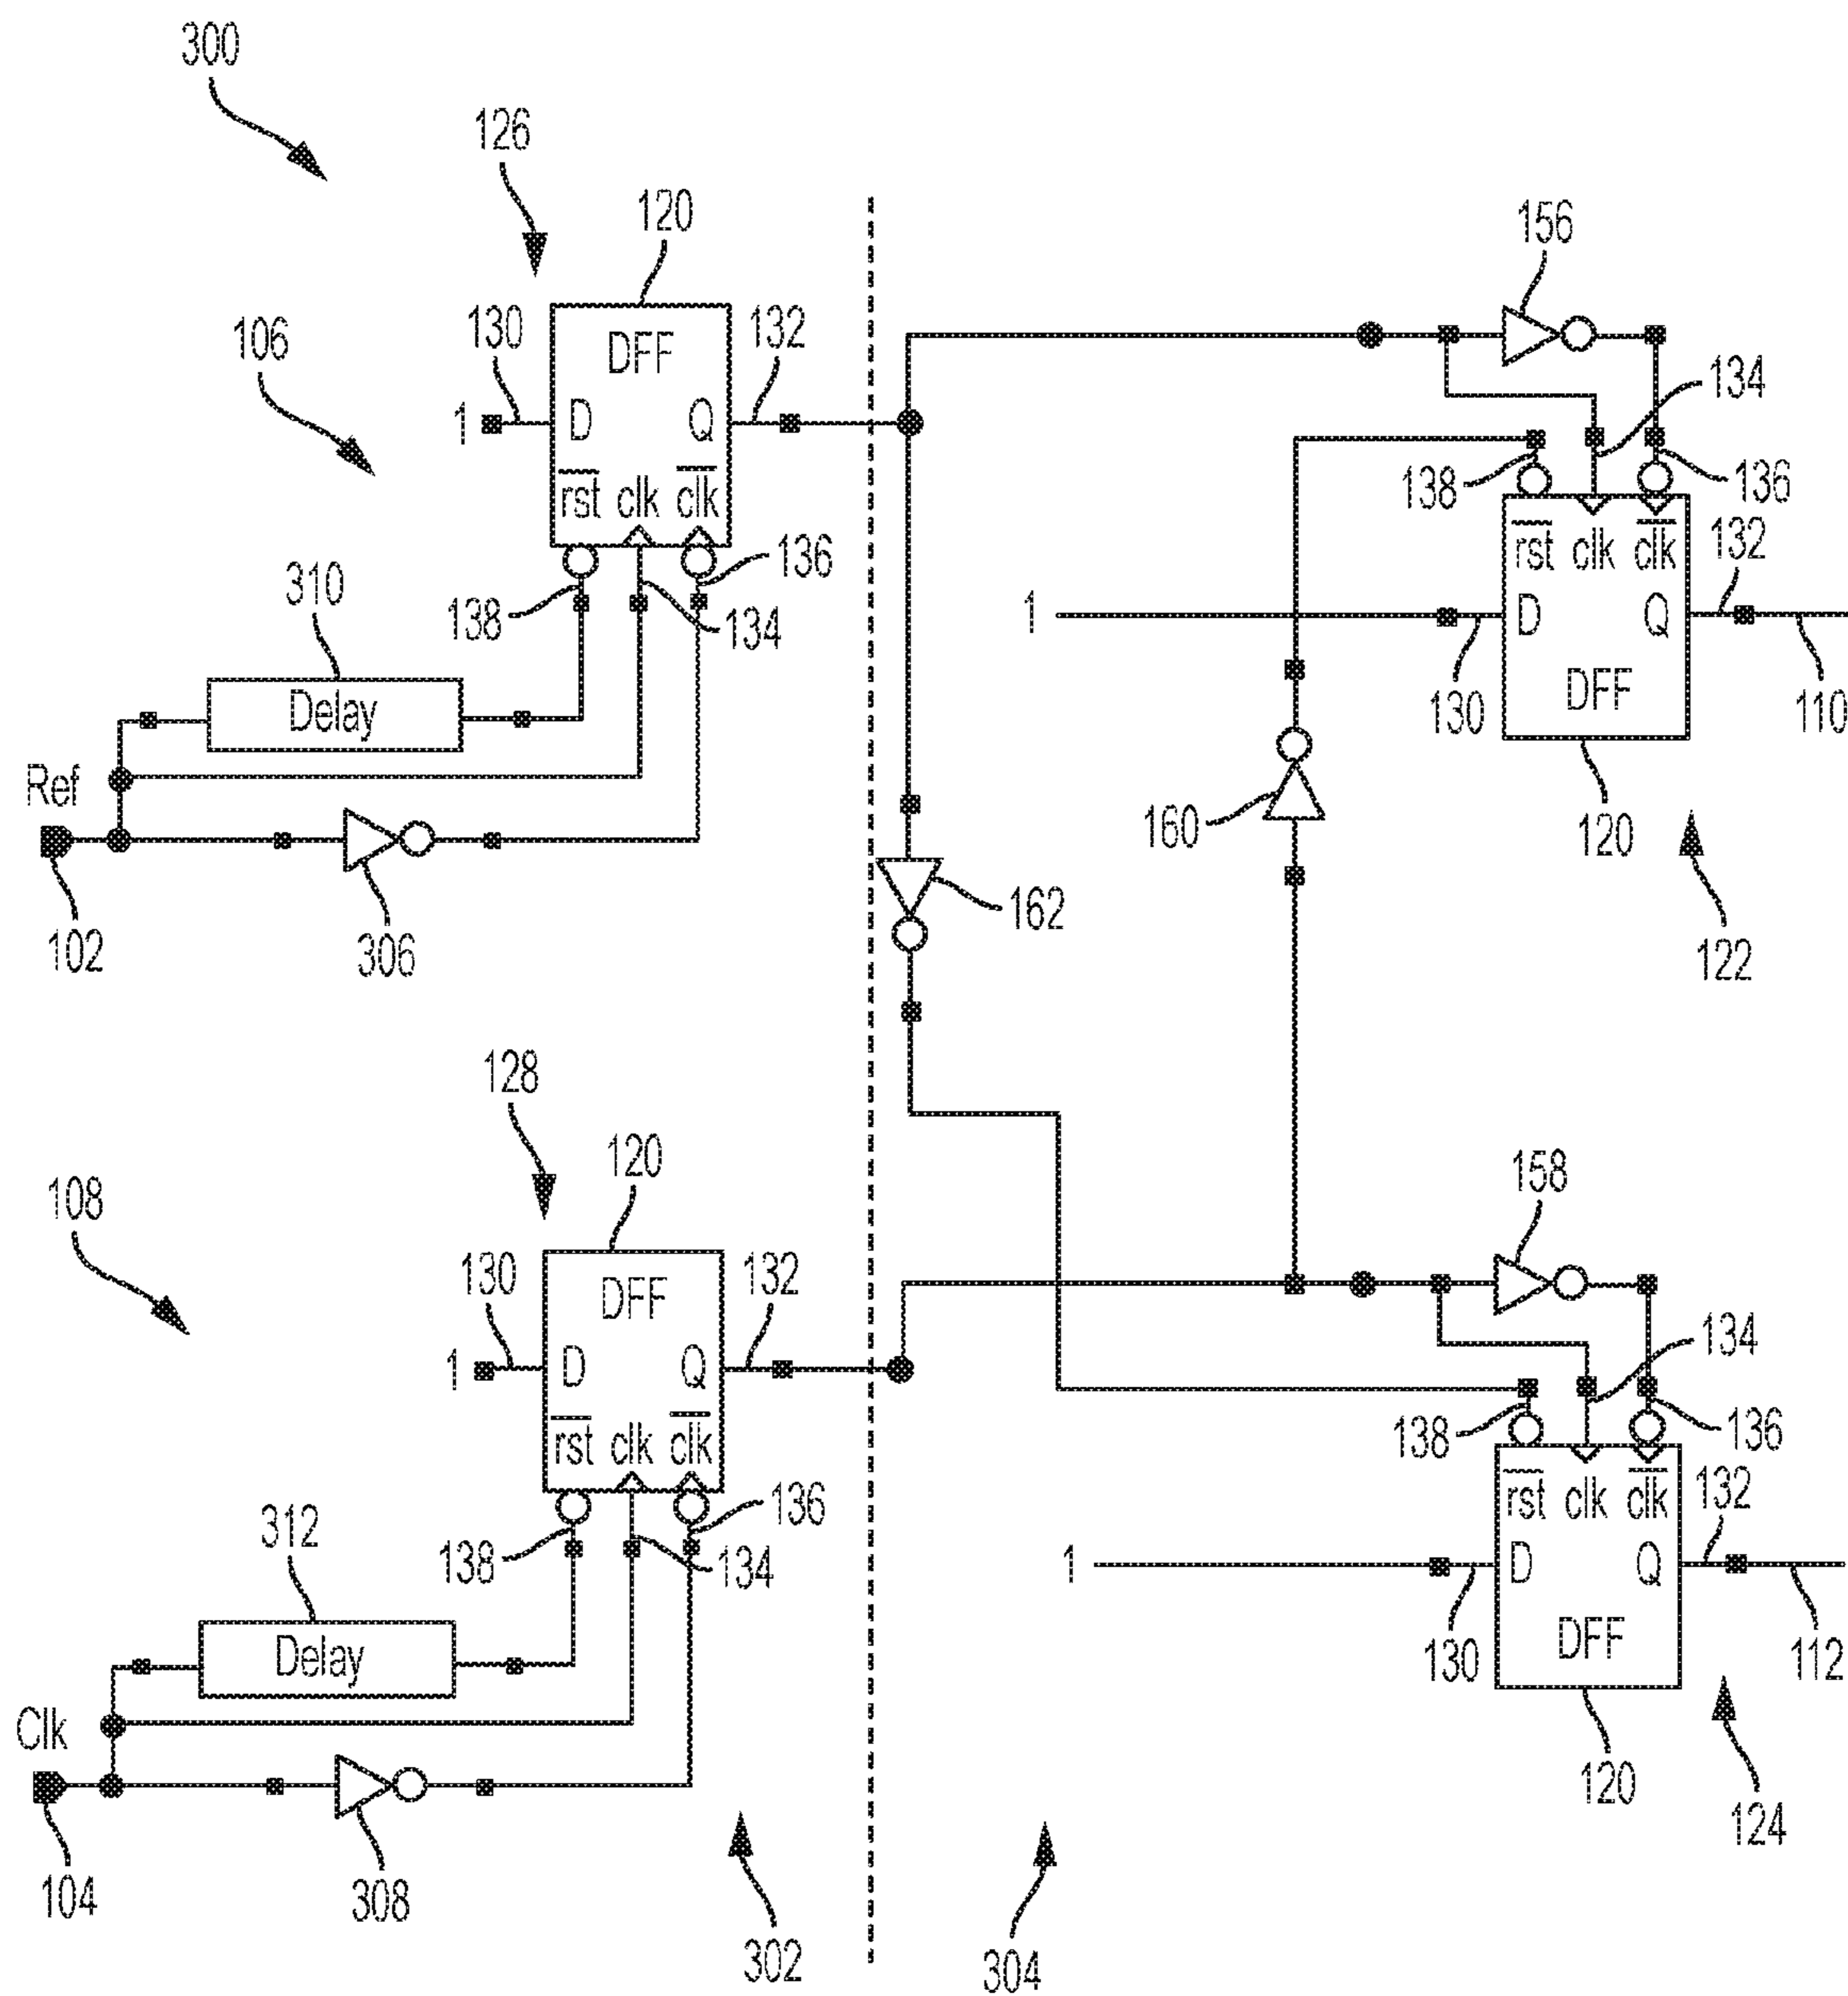 300
126
120
156
106
130
DFF
132
134
1
D
Q
138
136
rst clk clk
rst clk clk
132
136
310
138
134
1
D
Q
Delay
130
DFF
110
Ref
160
120
162
102
306
122
128
120
158
108
130
DFF
132
134
1
D
Q
138
136
rst clk clk
rst clk clk
132
136
312
138
134
1
D
Q
Delay
130
DFF
112
Clk
120
124
104
308
302
304